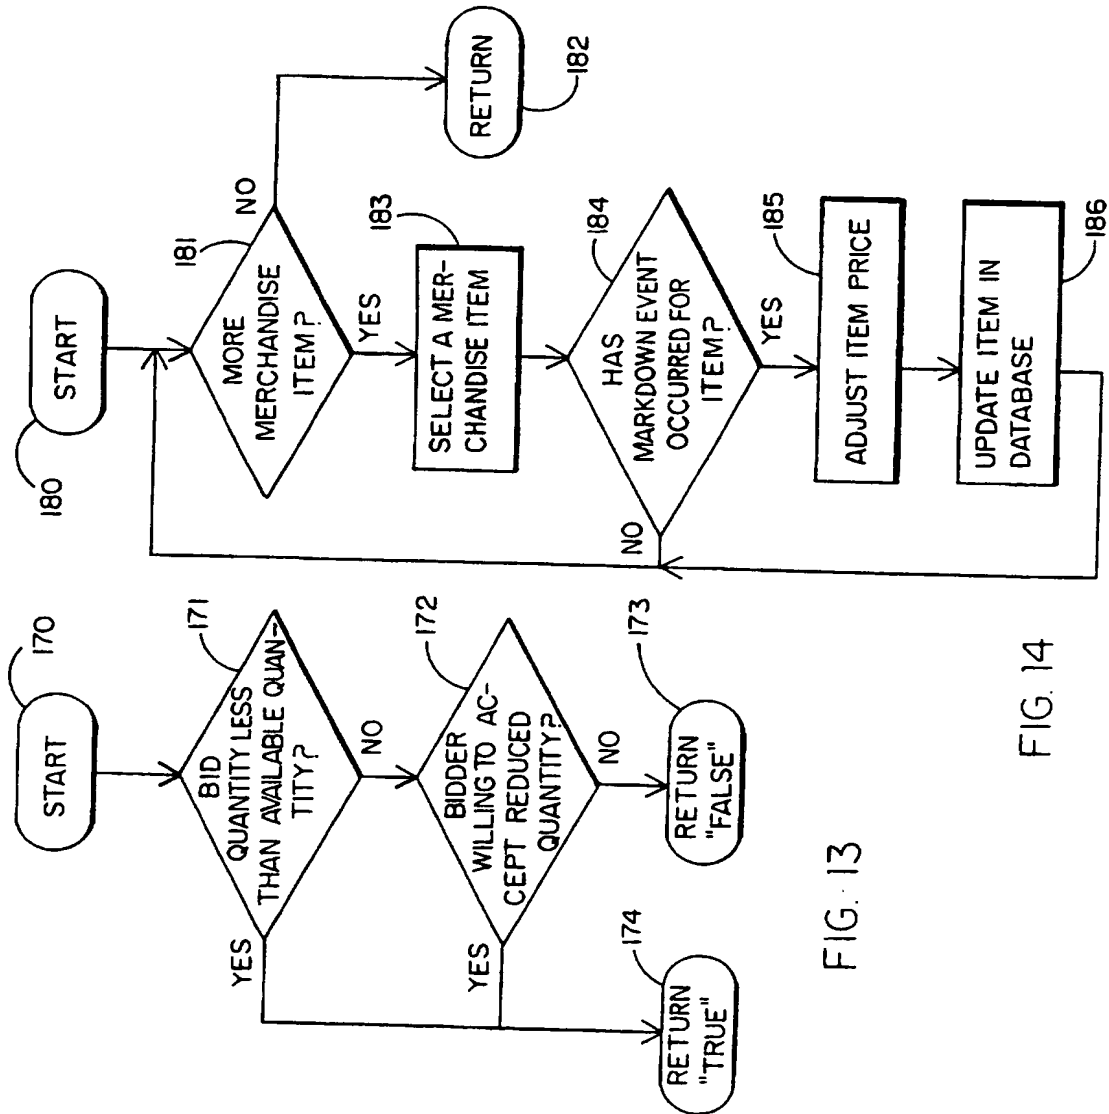 170
START
171
BID
QUANTITY LESS
THAN AVAILABLE QUAN-
TITY?
YES
NO
172
BIDDER
WILLING TO AC-
CEPT REDUCED
QUANTITY?
YES
NO
174
RETURN
"TRUE"
173
RETURN
"FALSE"
FIG. 13
180
START
181
MORE
MERCHANDISE
ITEM?
NO
YES
RETURN
182
183
SELECT A MER-
CHANDISE ITEM
184
HAS
MARKDOWN EVENT
OCCURRED FOR
ITEM?
NO
YES
185
ADJUST ITEM PRICE
186
UPDATE ITEM IN
DATABASE
FIG. 14